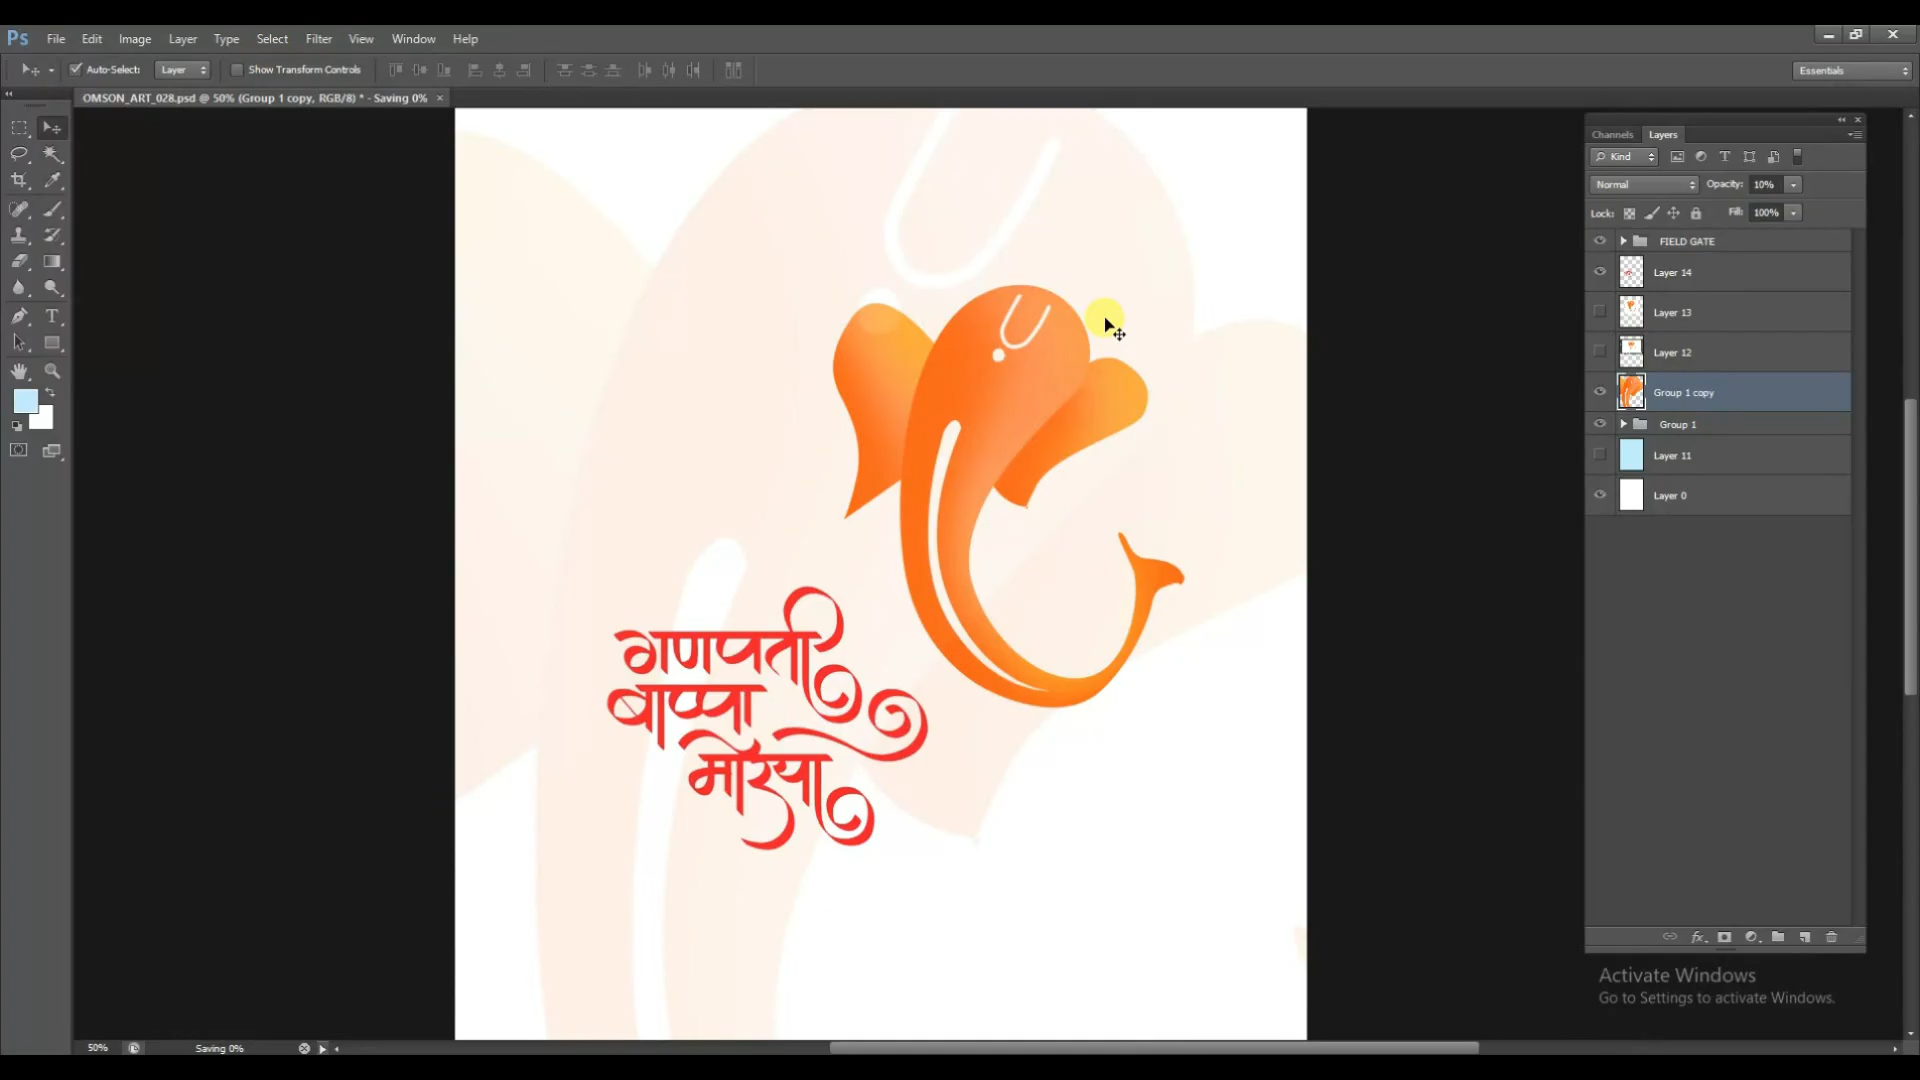 Ps File Edit Image Layer Type Select Filter View Window Help
Auto-Select: Layer Show Transform Controls Essentials
OMSON_ART_028.psd @ 50% (Group 1 copy, RGB/8) * - Saving 0% ×
Channels Layers
Kind
Normal Opacity: 10%
Lock: Fill: 100%
FIELD GATE
Layer 14
Layer 13
Layer 12
Group 1 copy
Group 1
Layer 11
Layer 0
गणपती
बाप्पा
मोरया
Activate Windows
Go to Settings to activate Windows.
50% Saving 0%